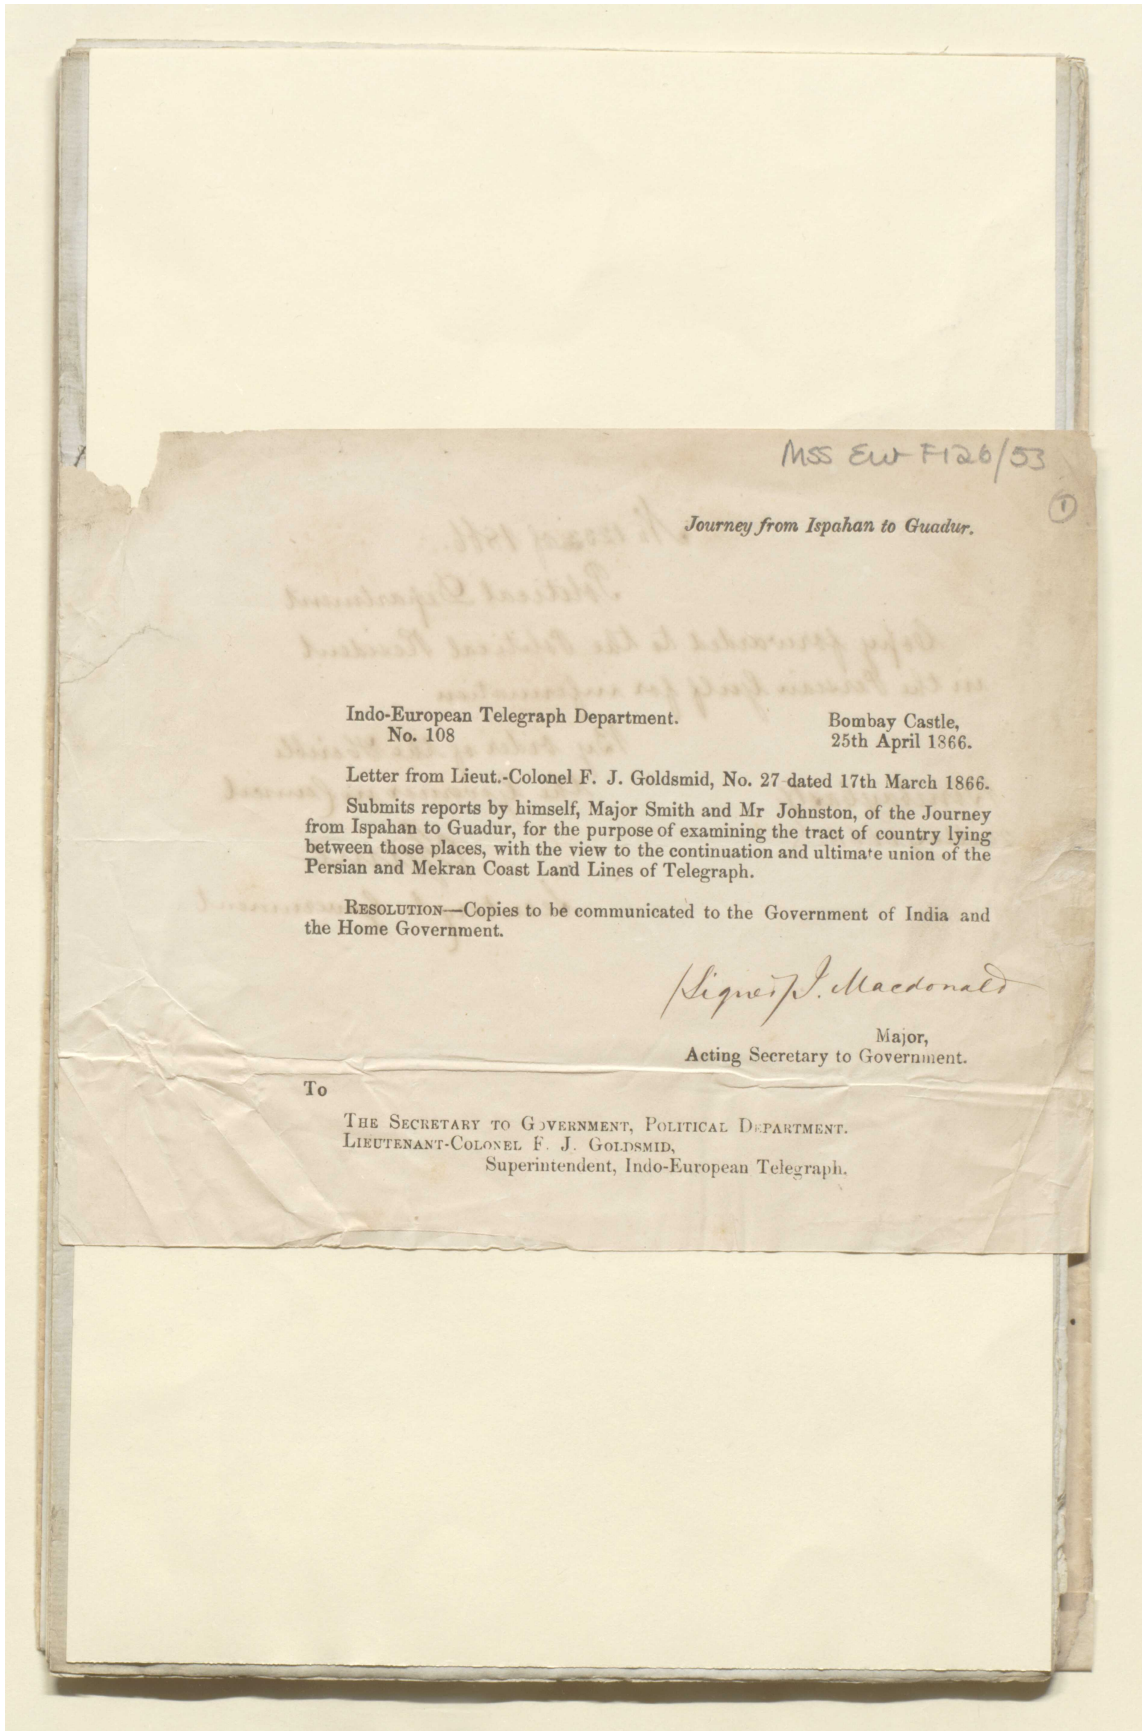 MSS Eur F126/53
1
Journey from Ispahan to Guadur.
Indo-European Telegraph Department.
No. 108
Bombay Castle,
25th April 1866.
Letter from Lieut.-Colonel F. J. Goldsmid, No. 27 dated 17th March 1866.
Submits reports by himself, Major Smith and Mr Johnston, of the Journey
from Ispahan to Guadur, for the purpose of examining the tract of country lying
between those places, with the view to the continuation and ultimate union of the
Persian and Mekran Coast Land Lines of Telegraph.
RESOLUTION—Copies to be communicated to the Government of India and
the Home Government.
(Signed) J. Macdonald
Major,
Acting Secretary to Government.
To
THE SECRETARY TO GOVERNMENT, POLITICAL DEPARTMENT.
LIEUTENANT-COLONEL F. J. GOLDSMID,
Superintendent, Indo-European Telegraph.